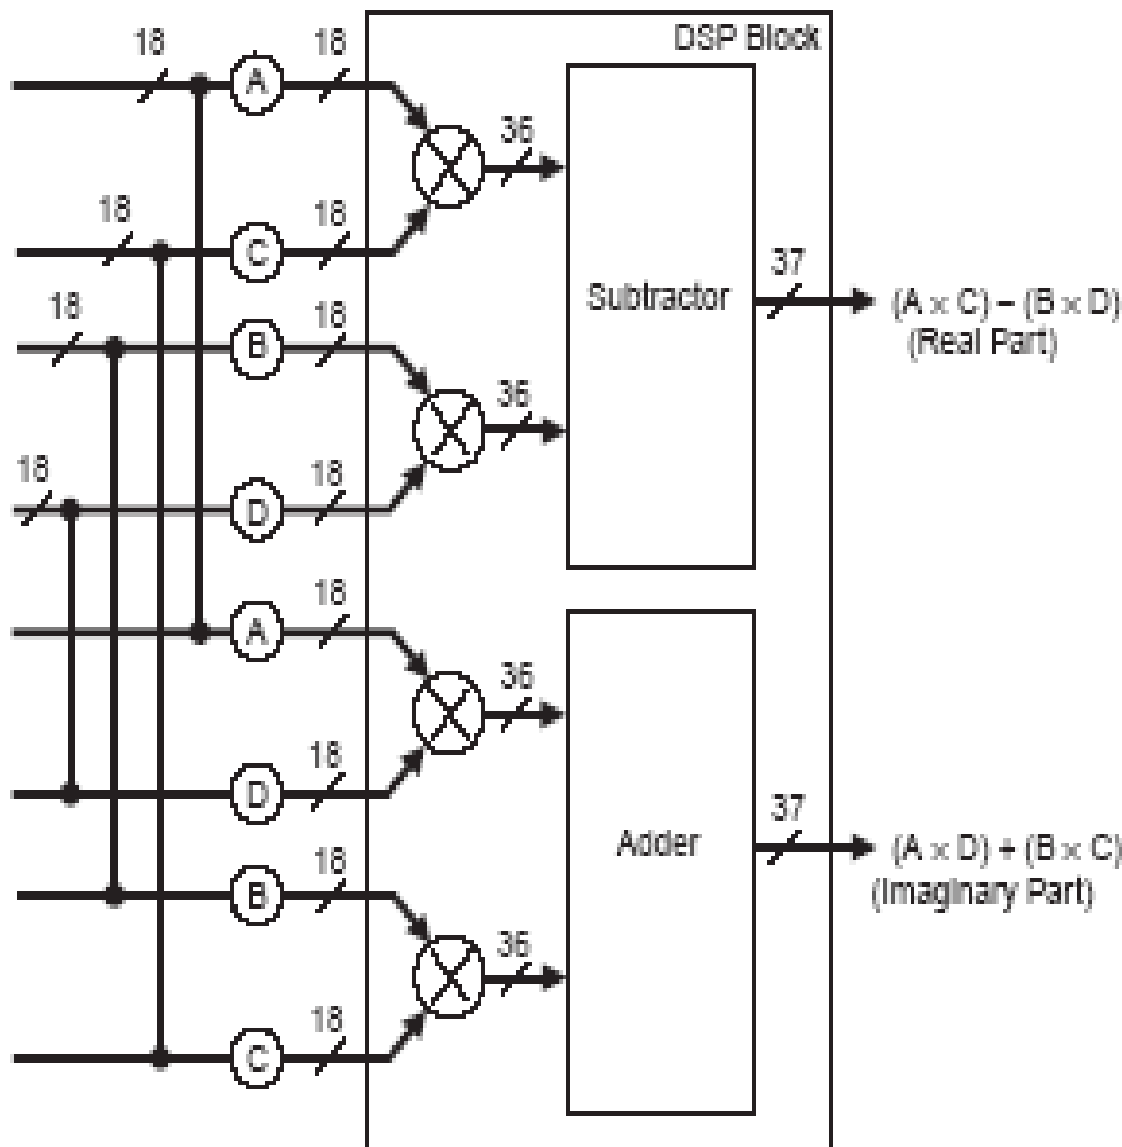 DSP Block
18
18
A
18
36
18
C
18
Subtractor
37
(A × C) – (B × D)
(Real Part)
18
B
18
36
18
D
18
A
18
36
D
18
Adder
37
(A × D) + (B × C)
(Imaginary Part)
B
18
36
C
18